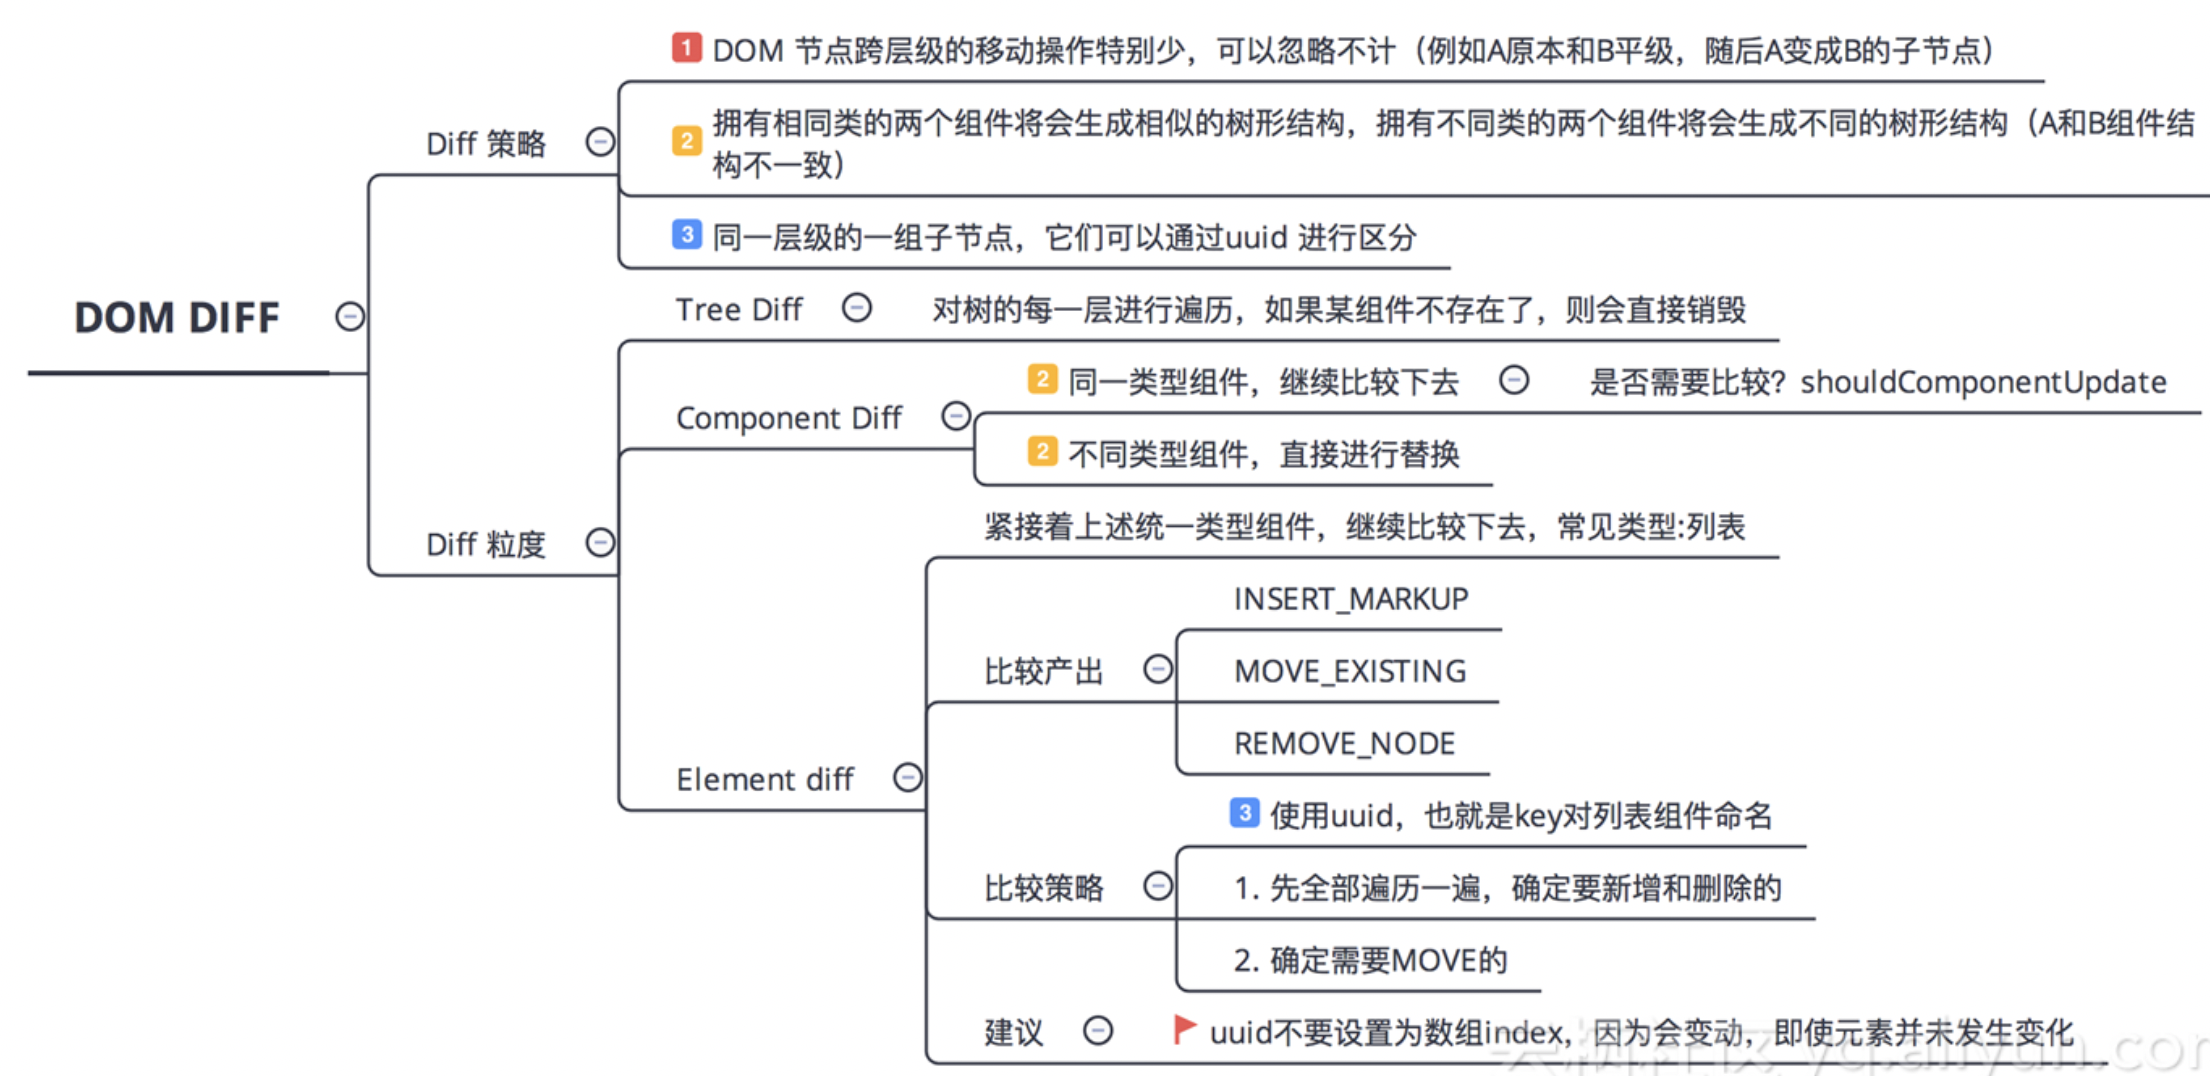 1 DOM 节点跨层级的移动操作特别少，可以忽略不计（例如A原本和B平级，随后A变成B的子节点）
Diff 策略
2 拥有相同类的两个组件将会生成相似的树形结构，拥有不同类的两个组件将会生成不同的树形结构（A和B组件结
构不一致）
3 同一层级的一组子节点，它们可以通过uuid 进行区分
DOM DIFF
Tree Diff 对树的每一层进行遍历，如果某组件不存在了，则会直接销毁
2 同一类型组件，继续比较下去 是否需要比较？shouldComponentUpdate
Component Diff
2 不同类型组件，直接进行替换
Diff 粒度
紧接着上述统一类型组件，继续比较下去，常见类型:列表
INSERT_MARKUP
比较产出 MOVE_EXISTING
REMOVE_NODE
Element diff
3 使用uuid，也就是key对列表组件命名
比较策略 1. 先全部遍历一遍，确定要新增和删除的
2. 确定需要MOVE的
建议 uuid不要设置为数组index，因为会变动，即使元素并未发生变化
云栖社区 yq.aliyun.com